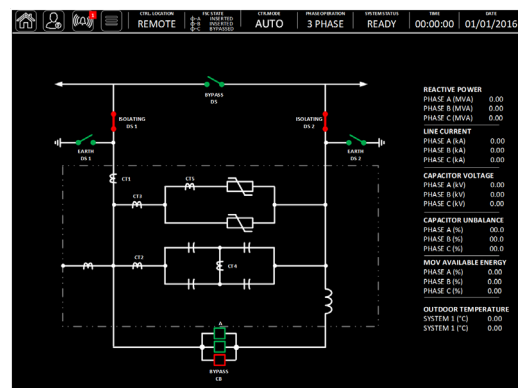 1
CTRL. LOCATION
REMOTE
FSC STATE
ɸ-A INSERTED
ɸ-B INSERTED
ɸ-C BYPASSED
CTR.MODE
AUTO
PHASE OPERATION
3 PHASE
SYSTEM STATUS
READY
TIME
00:00:00
DATE
01/01/2016
BYPASS
DS
ISOLATING
DS 1
ISOLATING
DS 2
EARTH
DS 1
EARTH
DS 2
CT1
CT3
CT5
CT2
CT4
A
BYPASS
CB
REACTIVE POWER
PHASE A (MVA) 0.00
PHASE B (MVA) 0.00
PHASE C (MVA) 0.00
LINE CURRENT
PHASE A (kA) 0.00
PHASE B (kA) 0.00
PHASE C (kA) 0.00
CAPACITOR VOLTAGE
PHASE A (kV) 0.00
PHASE B (kV) 0.00
PHASE C (kV) 0.00
CAPACITOR UNBALANCE
PHASE A (%) 00.0
PHASE B (%) 00.0
PHASE C (%) 00.0
MOV AVAILABLE ENERGY
PHASE A (%) 0.00
PHASE B (%) 0.00
PHASE C (%) 0.00
OUTDOOR TEMPERATURE
SYSTEM 1 (°C) 0.00
SYSTEM 1 (°C) 0.00